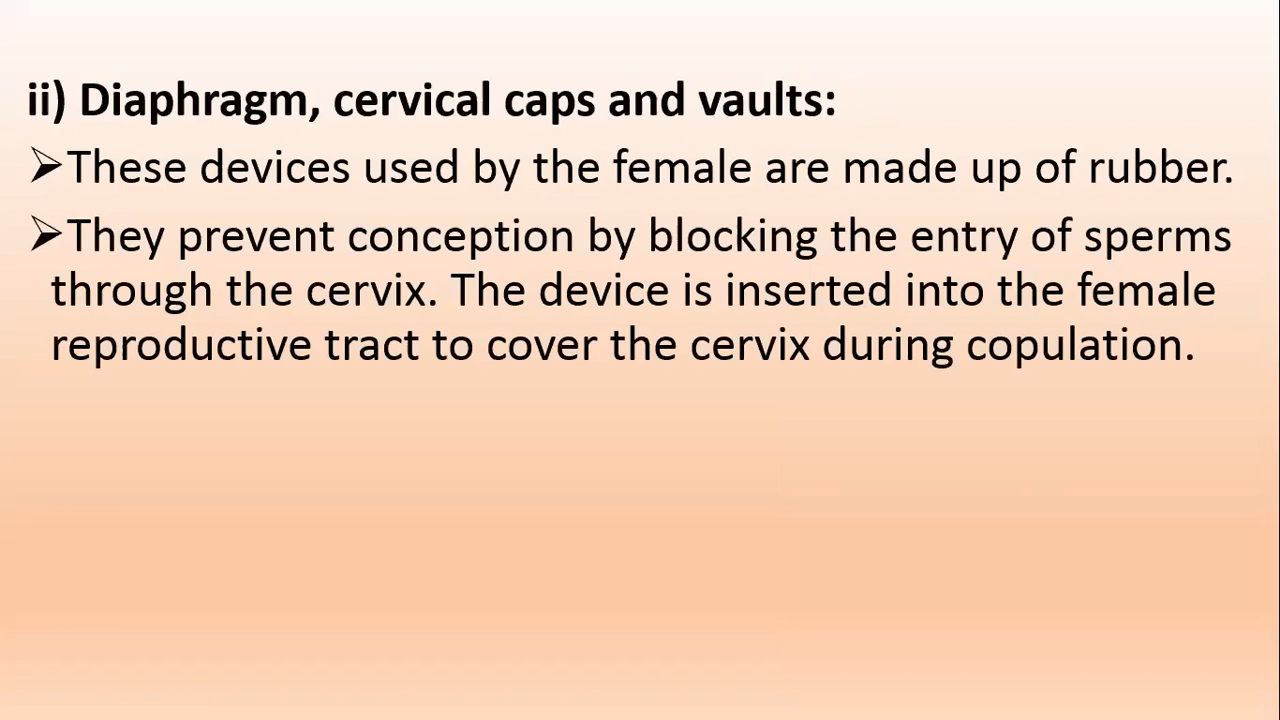 ii) Diaphragm, cervical caps and vaults:
➢These devices used by the female are made up of rubber.
➢They prevent conception by blocking the entry of sperms
through the cervix. The device is inserted into the female
reproductive tract to cover the cervix during copulation.